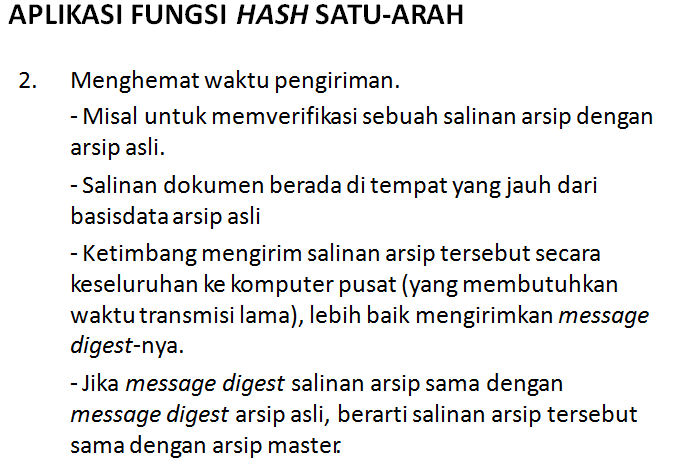 APLIKASI FUNGSI HASH SATU-ARAH
2. Menghemat waktu pengiriman.
- Misal untuk memverifikasi sebuah salinan arsip dengan
arsip asli.
- Salinan dokumen berada di tempat yang jauh dari
basisdata arsip asli
- Ketimbang mengirim salinan arsip tersebut secara
keseluruhan ke komputer pusat (yang membutuhkan
waktu transmisi lama), lebih baik mengirimkan message
digest-nya.
- Jika message digest salinan arsip sama dengan
message digest arsip asli, berarti salinan arsip tersebut
sama dengan arsip master.